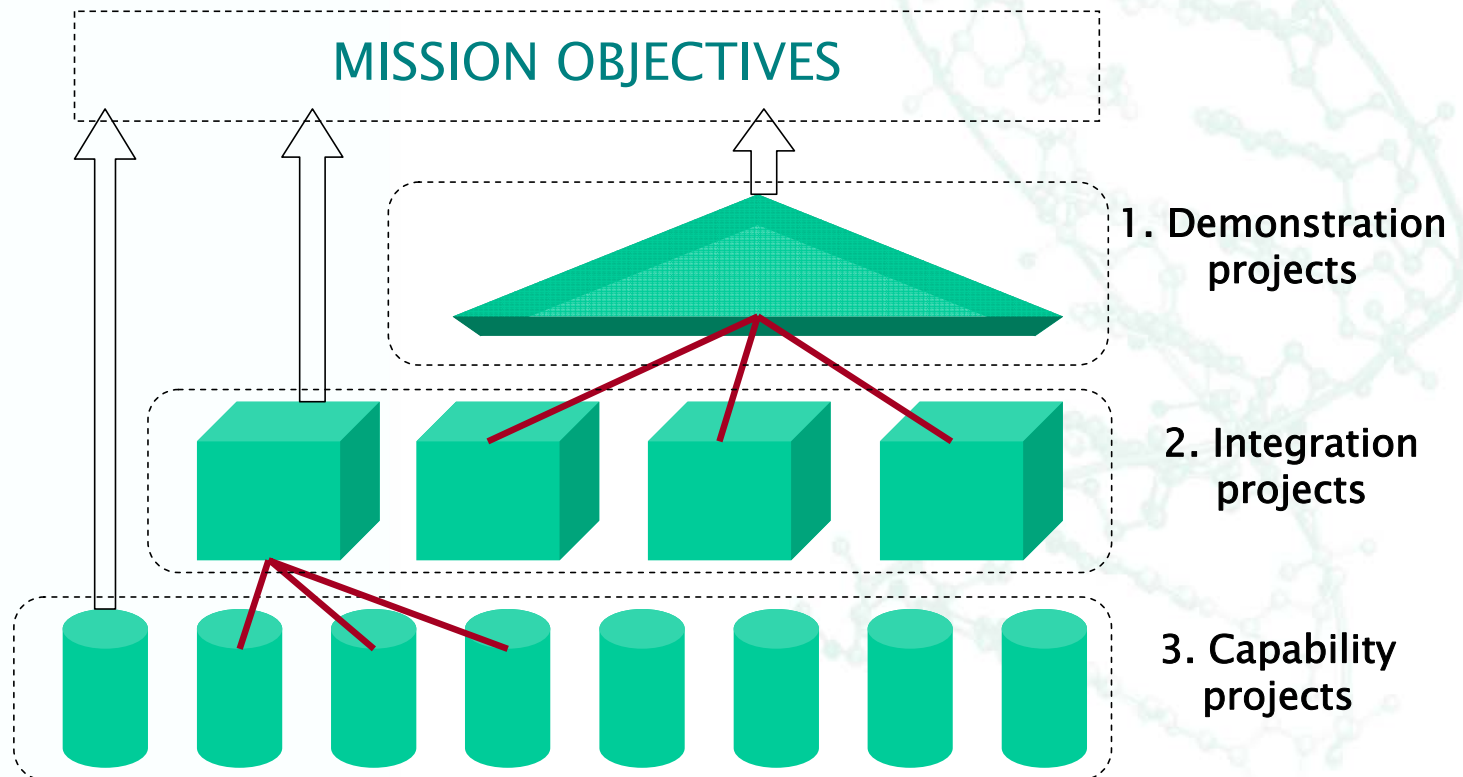 MISSION OBJECTIVES
1. Demonstration
projects
2. Integration
projects
3. Capability
projects